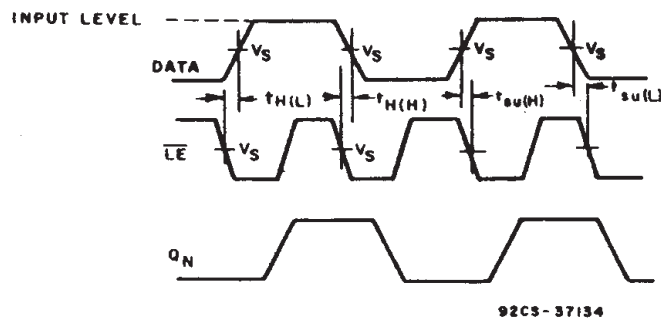 INPUT LEVEL
VS VS VS VS
DATA
tH(L) tH(H) tsu(H) tsu(L)
LE VS VS
QN
92CS-37134